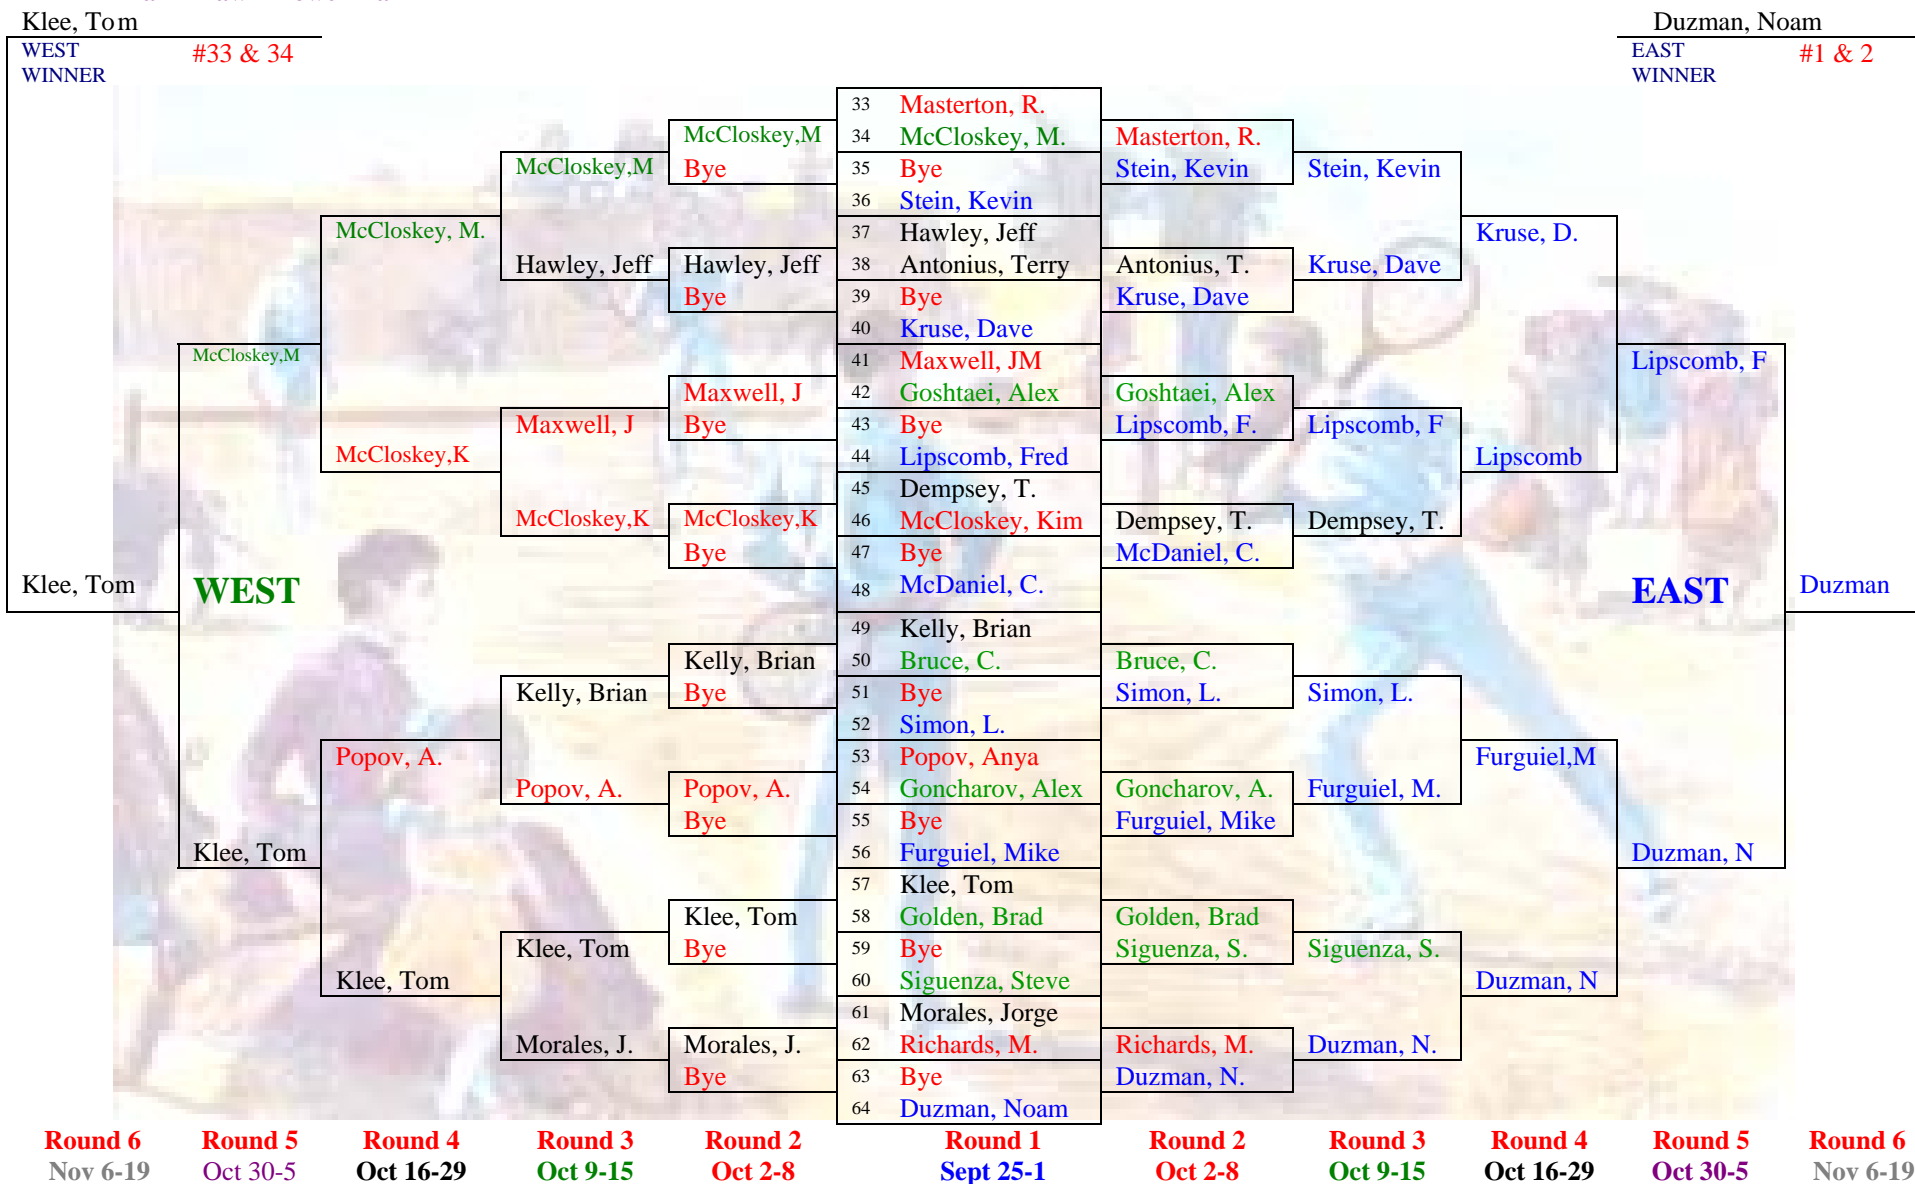 Klee, Tom
Duzman, Noam
WEST
WINNER
#33 & 34
EAST
WINNER
#1 & 2
33 Masterton, R.
McCloskey,M
34 McCloskey, M.
Masterton, R.
McCloskey,M
Bye
35 Bye
Stein, Kevin
Stein, Kevin
36 Stein, Kevin
McCloskey, M.
37 Hawley, Jeff
Kruse, D.
Hawley, Jeff
Hawley, Jeff
38 Antonius, Terry
Antonius, T.
Kruse, Dave
Bye
39 Bye
Kruse, Dave
40 Kruse, Dave
McCloskey,M
41 Maxwell, JM
Lipscomb, F
Maxwell, J
42 Goshtaei, Alex
Goshtaei, Alex
Maxwell, J
Bye
43 Bye
Lipscomb, F.
Lipscomb, F
McCloskey,K
44 Lipscomb, Fred
Lipscomb
45 Dempsey, T.
McCloskey,K
McCloskey,K
46 McCloskey, Kim
Dempsey, T.
Dempsey, T.
Bye
47 Bye
McDaniel, C.
Klee, Tom
WEST
48 McDaniel, C.
EAST
Duzman
49 Kelly, Brian
Kelly, Brian
50 Bruce, C.
Bruce, C.
Kelly, Brian
Bye
51 Bye
Simon, L.
Simon, L.
52 Simon, L.
Popov, A.
53 Popov, Anya
Furguiel,M
Popov, A.
Popov, A.
54 Goncharov, Alex
Goncharov, A.
Furguiel, M.
Bye
55 Bye
Furguiel, Mike
Klee, Tom
56 Furguiel, Mike
Duzman, N
57 Klee, Tom
Klee, Tom
58 Golden, Brad
Golden, Brad
Klee, Tom
Bye
59 Bye
Siguenza, S.
Siguenza, S.
Klee, Tom
60 Siguenza, Steve
Duzman, N
61 Morales, Jorge
Morales, J.
Morales, J.
62 Richards, M.
Richards, M.
Duzman, N.
Bye
63 Bye
Duzman, N.
64 Duzman, Noam
Round 6 Round 5 Round 4 Round 3 Round 2 Round 1 Round 2 Round 3 Round 4 Round 5 Round 6
Nov 6-19 Oct 30-5 Oct 16-29 Oct 9-15 Oct 2-8 Sept 25-1 Oct 2-8 Oct 9-15 Oct 16-29 Oct 30-5 Nov 6-19